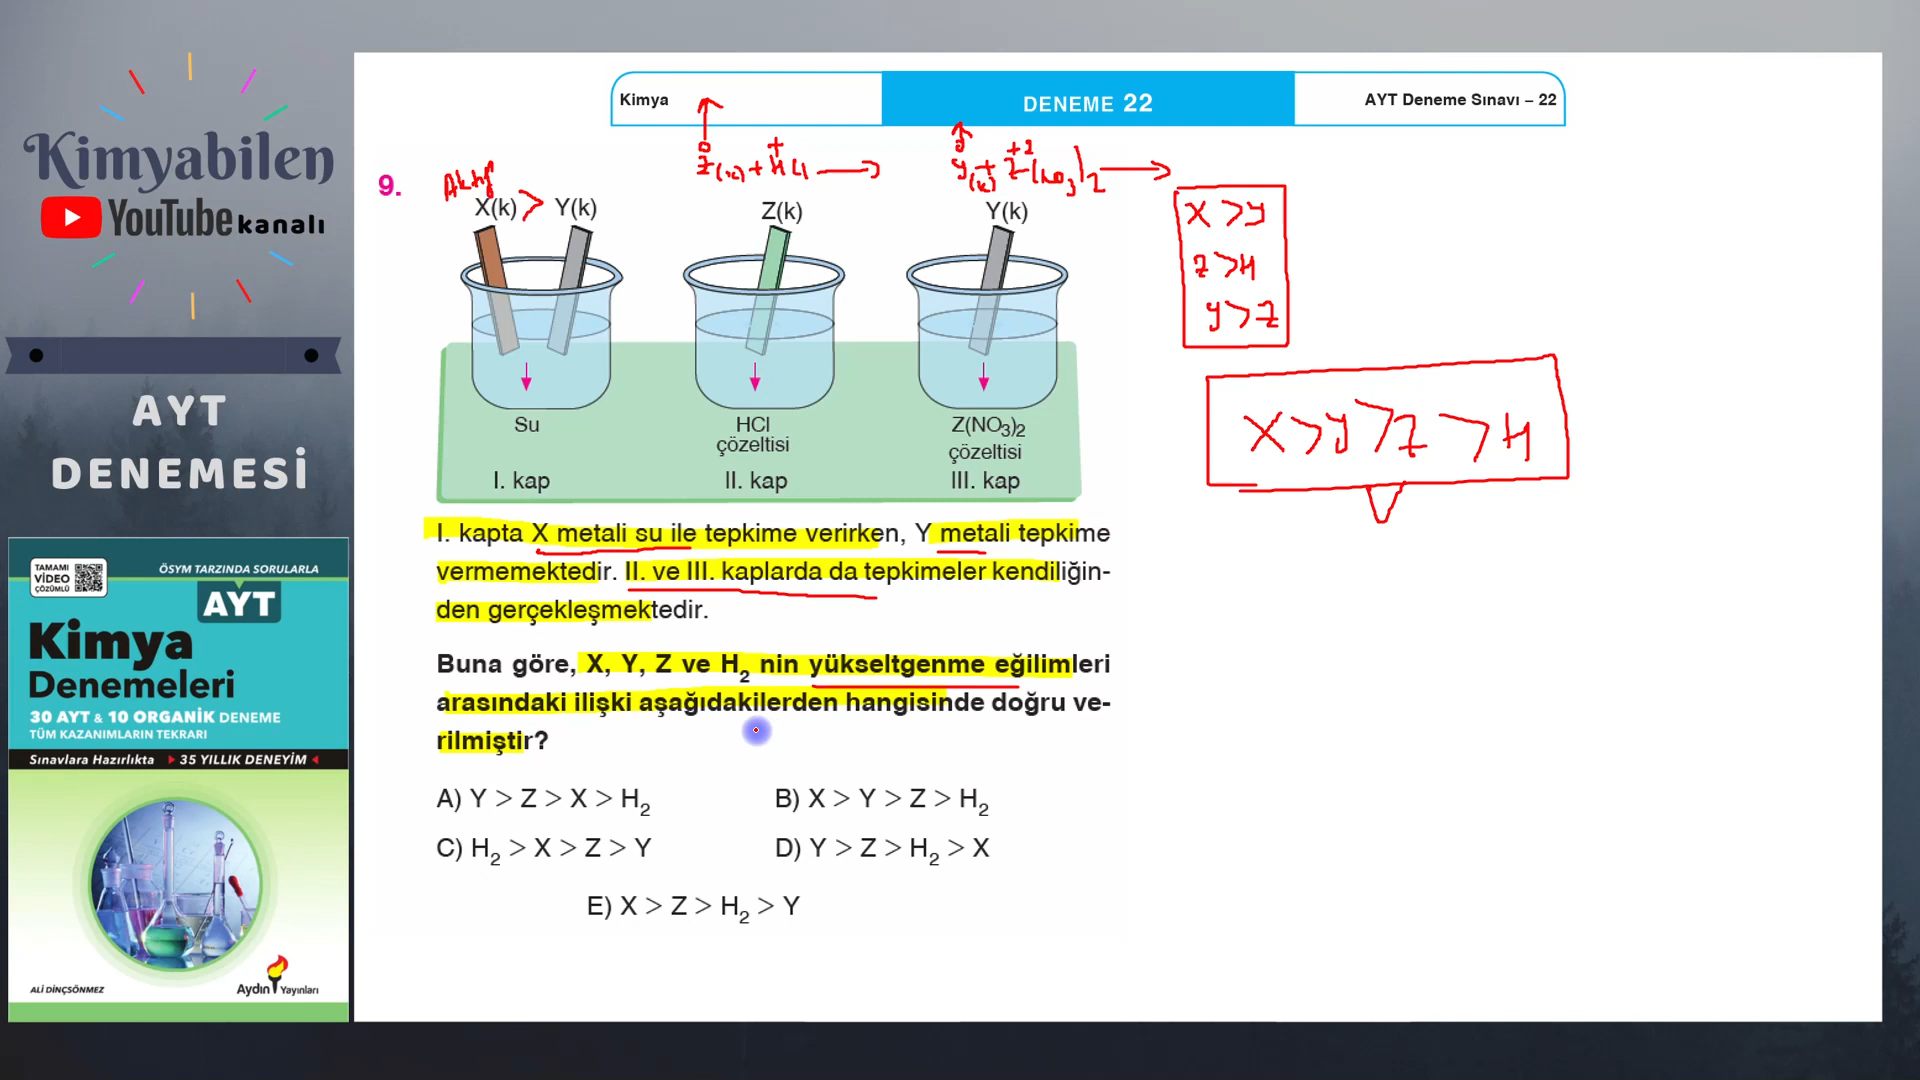 Kimyabilen
YouTube kanalı
AYT
DENEMESİ
TAMAMI
VİDEO
ÇÖZÜMLÜ
ÖSYM TARZINDA SORULARLA
AYT
Kimya
Denemeleri
30 AYT & 10 ORGANİK DENEME
TÜM KAZANIMLARIN TEKRARI
Sınavlara Hazırlıkta 35 YILLIK DENEYİM
ALİ DİNÇSÖNMEZ
Aydın Yayınları
Kimya DENEME 22 AYT Deneme Sınavı – 22
Z(k) + HCl →
Y(k) + Z(NO3)2 →
+2
9.
Aktif
X(k) > Y(k) Z(k) Y(k)
Su HCl çözeltisi Z(NO3)2 çözeltisi
I. kap II. kap III. kap
X > Y
Z > H
Y > Z
X > Y > Z > H
I. kapta X metali su ile tepkime verirken, Y metali tepkime
vermemektedir. II. ve III. kaplarda da tepkimeler kendiliğin-
den gerçekleşmektedir.
Buna göre, X, Y, Z ve H2 nin yükseltgenme eğilimleri
arasındaki ilişki aşağıdakilerden hangisinde doğru ve-
rilmiştir?
A) Y > Z > X > H2 B) X > Y > Z > H2
C) H2 > X > Z > Y D) Y > Z > H2 > X
E) X > Z > H2 > Y